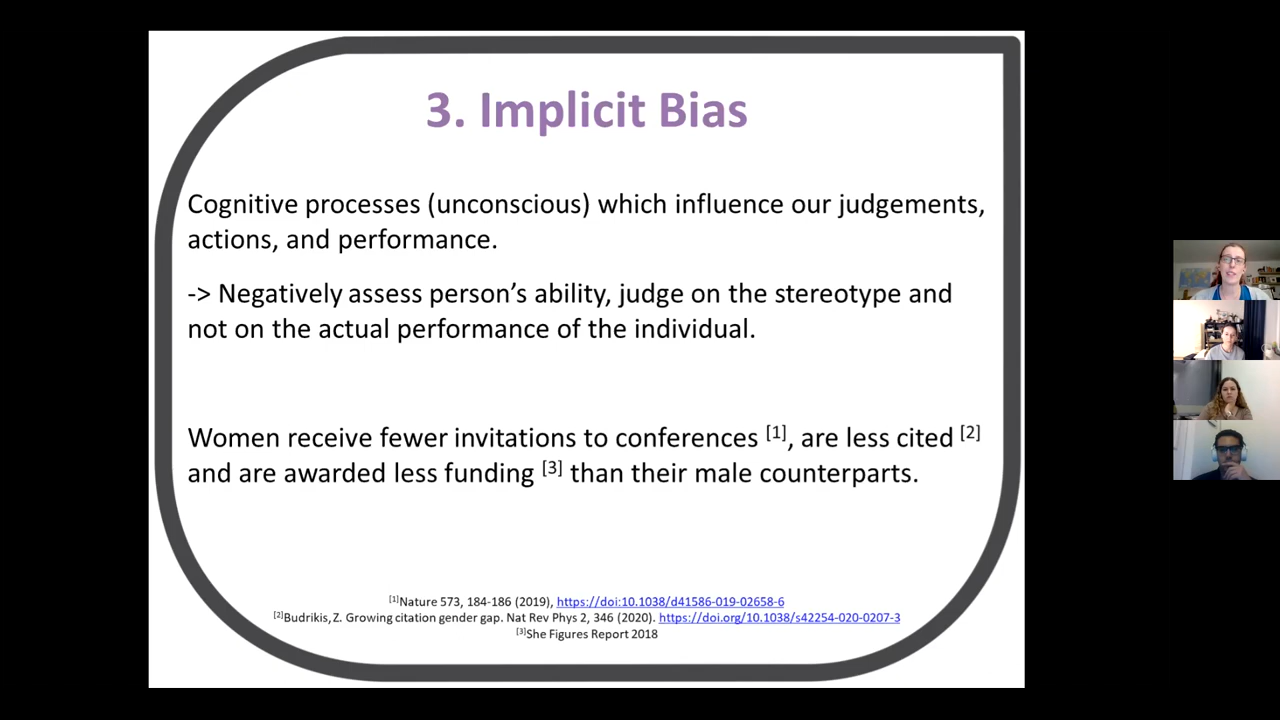 3. Implicit Bias
Cognitive processes (unconscious) which influence our judgements,
actions, and performance.
-> Negatively assess person’s ability, judge on the stereotype and
not on the actual performance of the individual.
Women receive fewer invitations to conferences [1], are less cited [2]
and are awarded less funding [3] than their male counterparts.
[1]Nature 573, 184-186 (2019), https://doi:10.1038/d41586-019-02658-6
[2]Budrikis, Z. Growing citation gender gap. Nat Rev Phys 2, 346 (2020). https://doi.org/10.1038/s42254-020-0207-3
[3]She Figures Report 2018